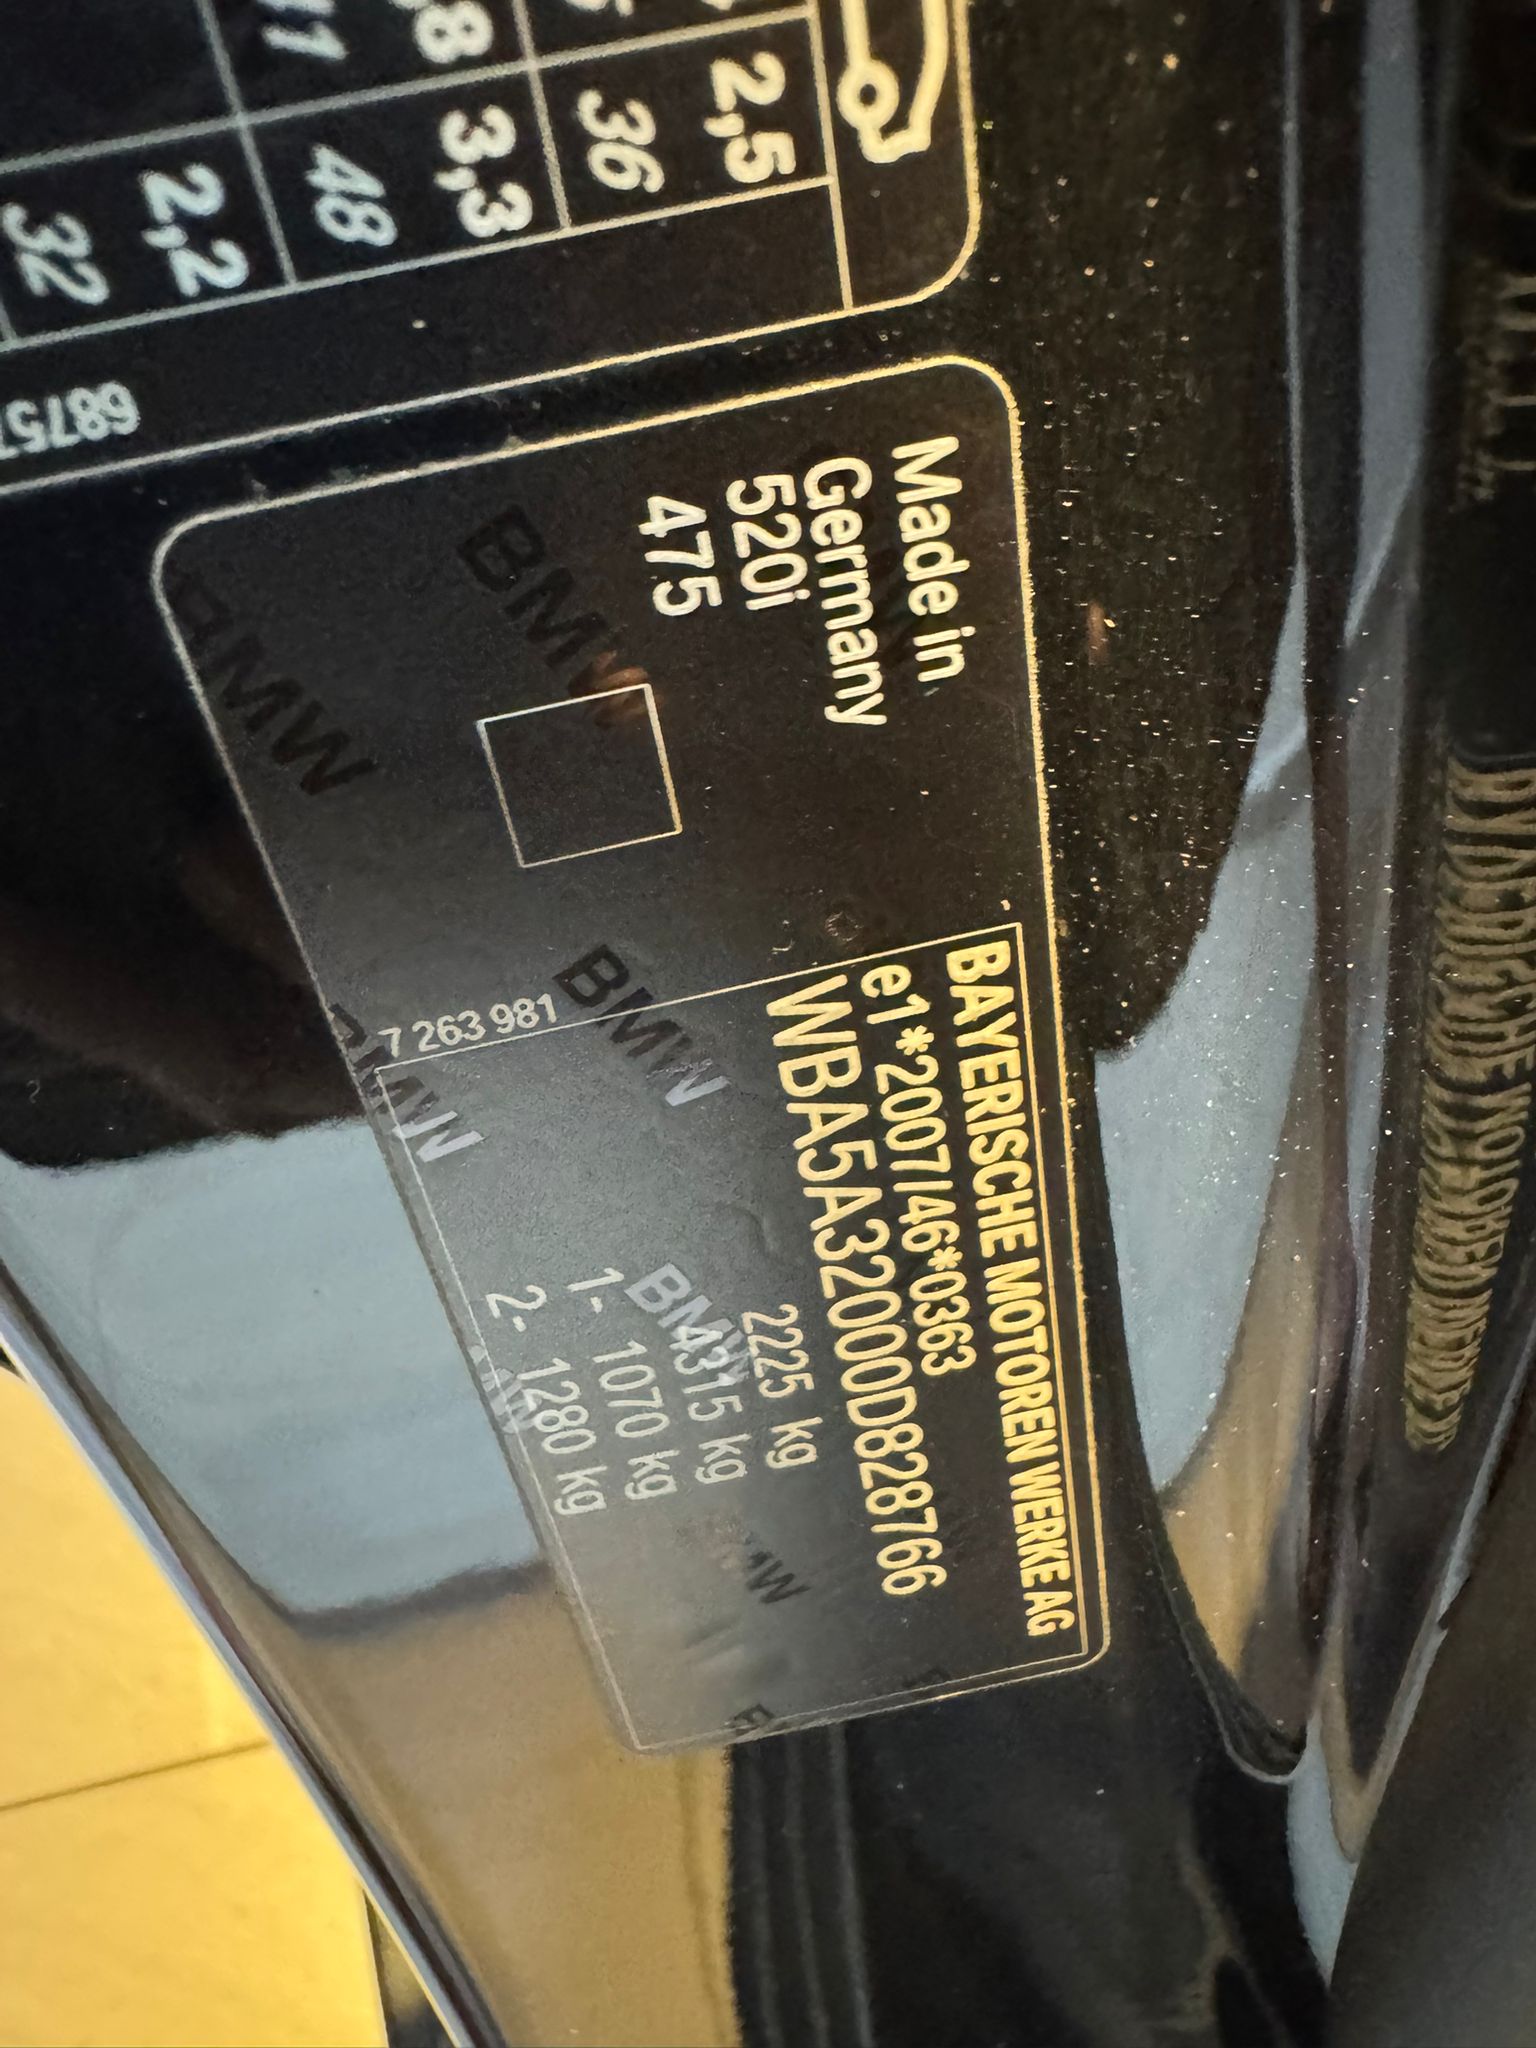 2,5
36
3,3
48
2,2
32
6875
Made in
Germany
520i
475
BAYERISCHE MOTOREN WERKE AG
e1*2007/46*0363
WBA5A32000D828766
2225 kg
4315 kg
1- 1070 kg
2- 1280 kg
7 263 981
BMW
BMW
BMW
BMW
BMW